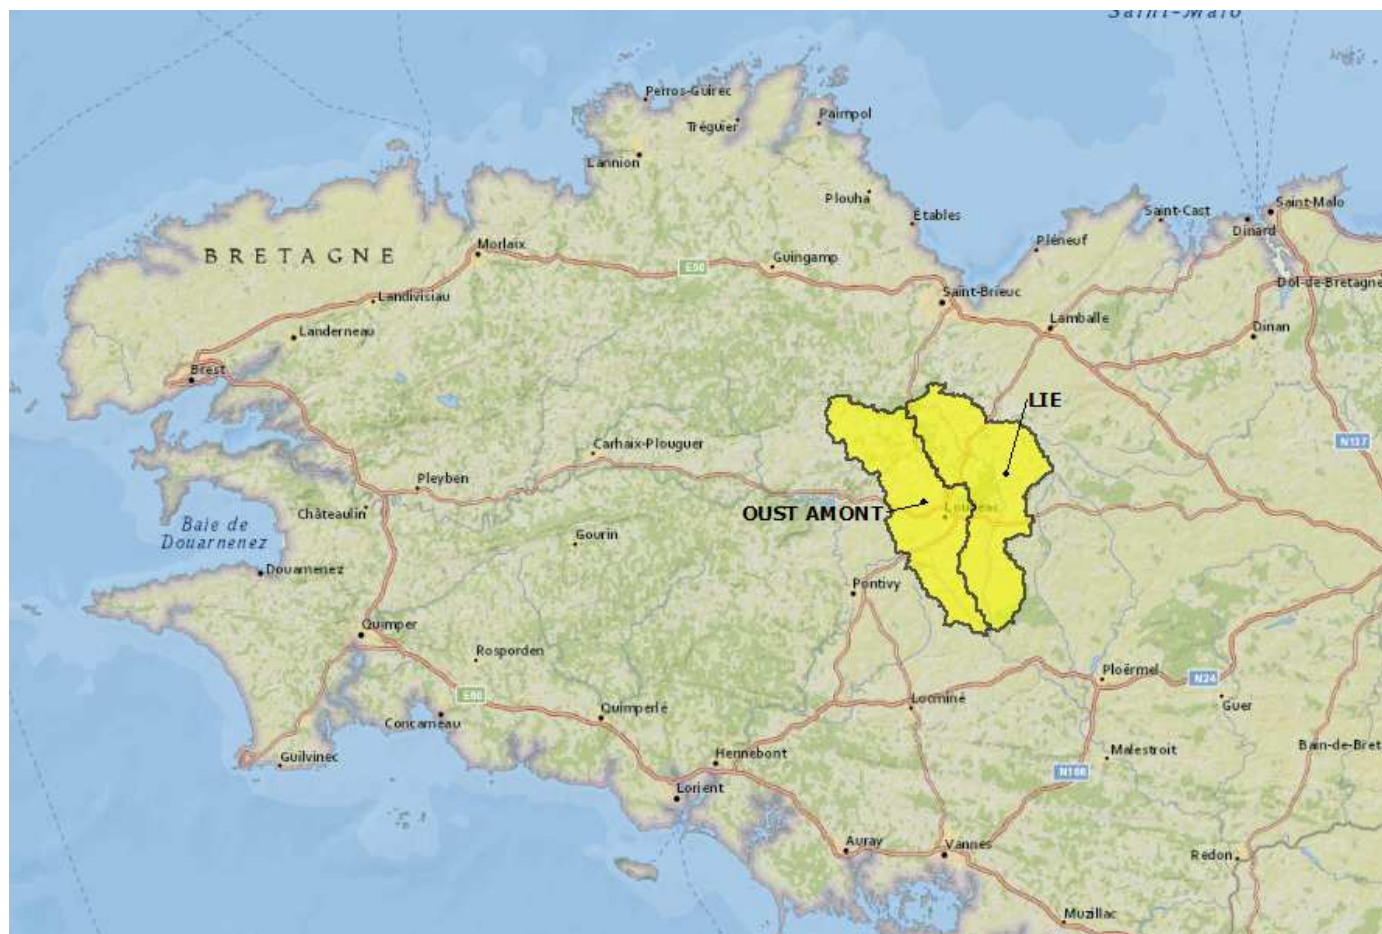 Saint-Malo
Perros-Guirec
Tréguier
Paimpol
Lannion
Plouha
Étables
Saint-Cast
Saint-Malo
Dinard
Pléneuf
BRETAGNE
Morlaix
E50
Guingamp
Dol-de-Bretagne
Landivisiau
Saint-Brieuc
Lamballe
Landerneau
Dinan
Brest
LIE
Carhaix-Plouguer
N137
Pleyben
OUST AMONT
Loudéac
Châteaulin
Baie de
Douarnenez
Gourin
Douarnenez
Pontivy
Quimper
Rosporden
Ploërmel
N24
E60
Locminé
Guer
Quimperlé
Concarneau
Malestroit
Bain-de-Bret
Guilvinec
Hennebont
N166
Lorient
Auray
Vannes
Redon
Muzillac